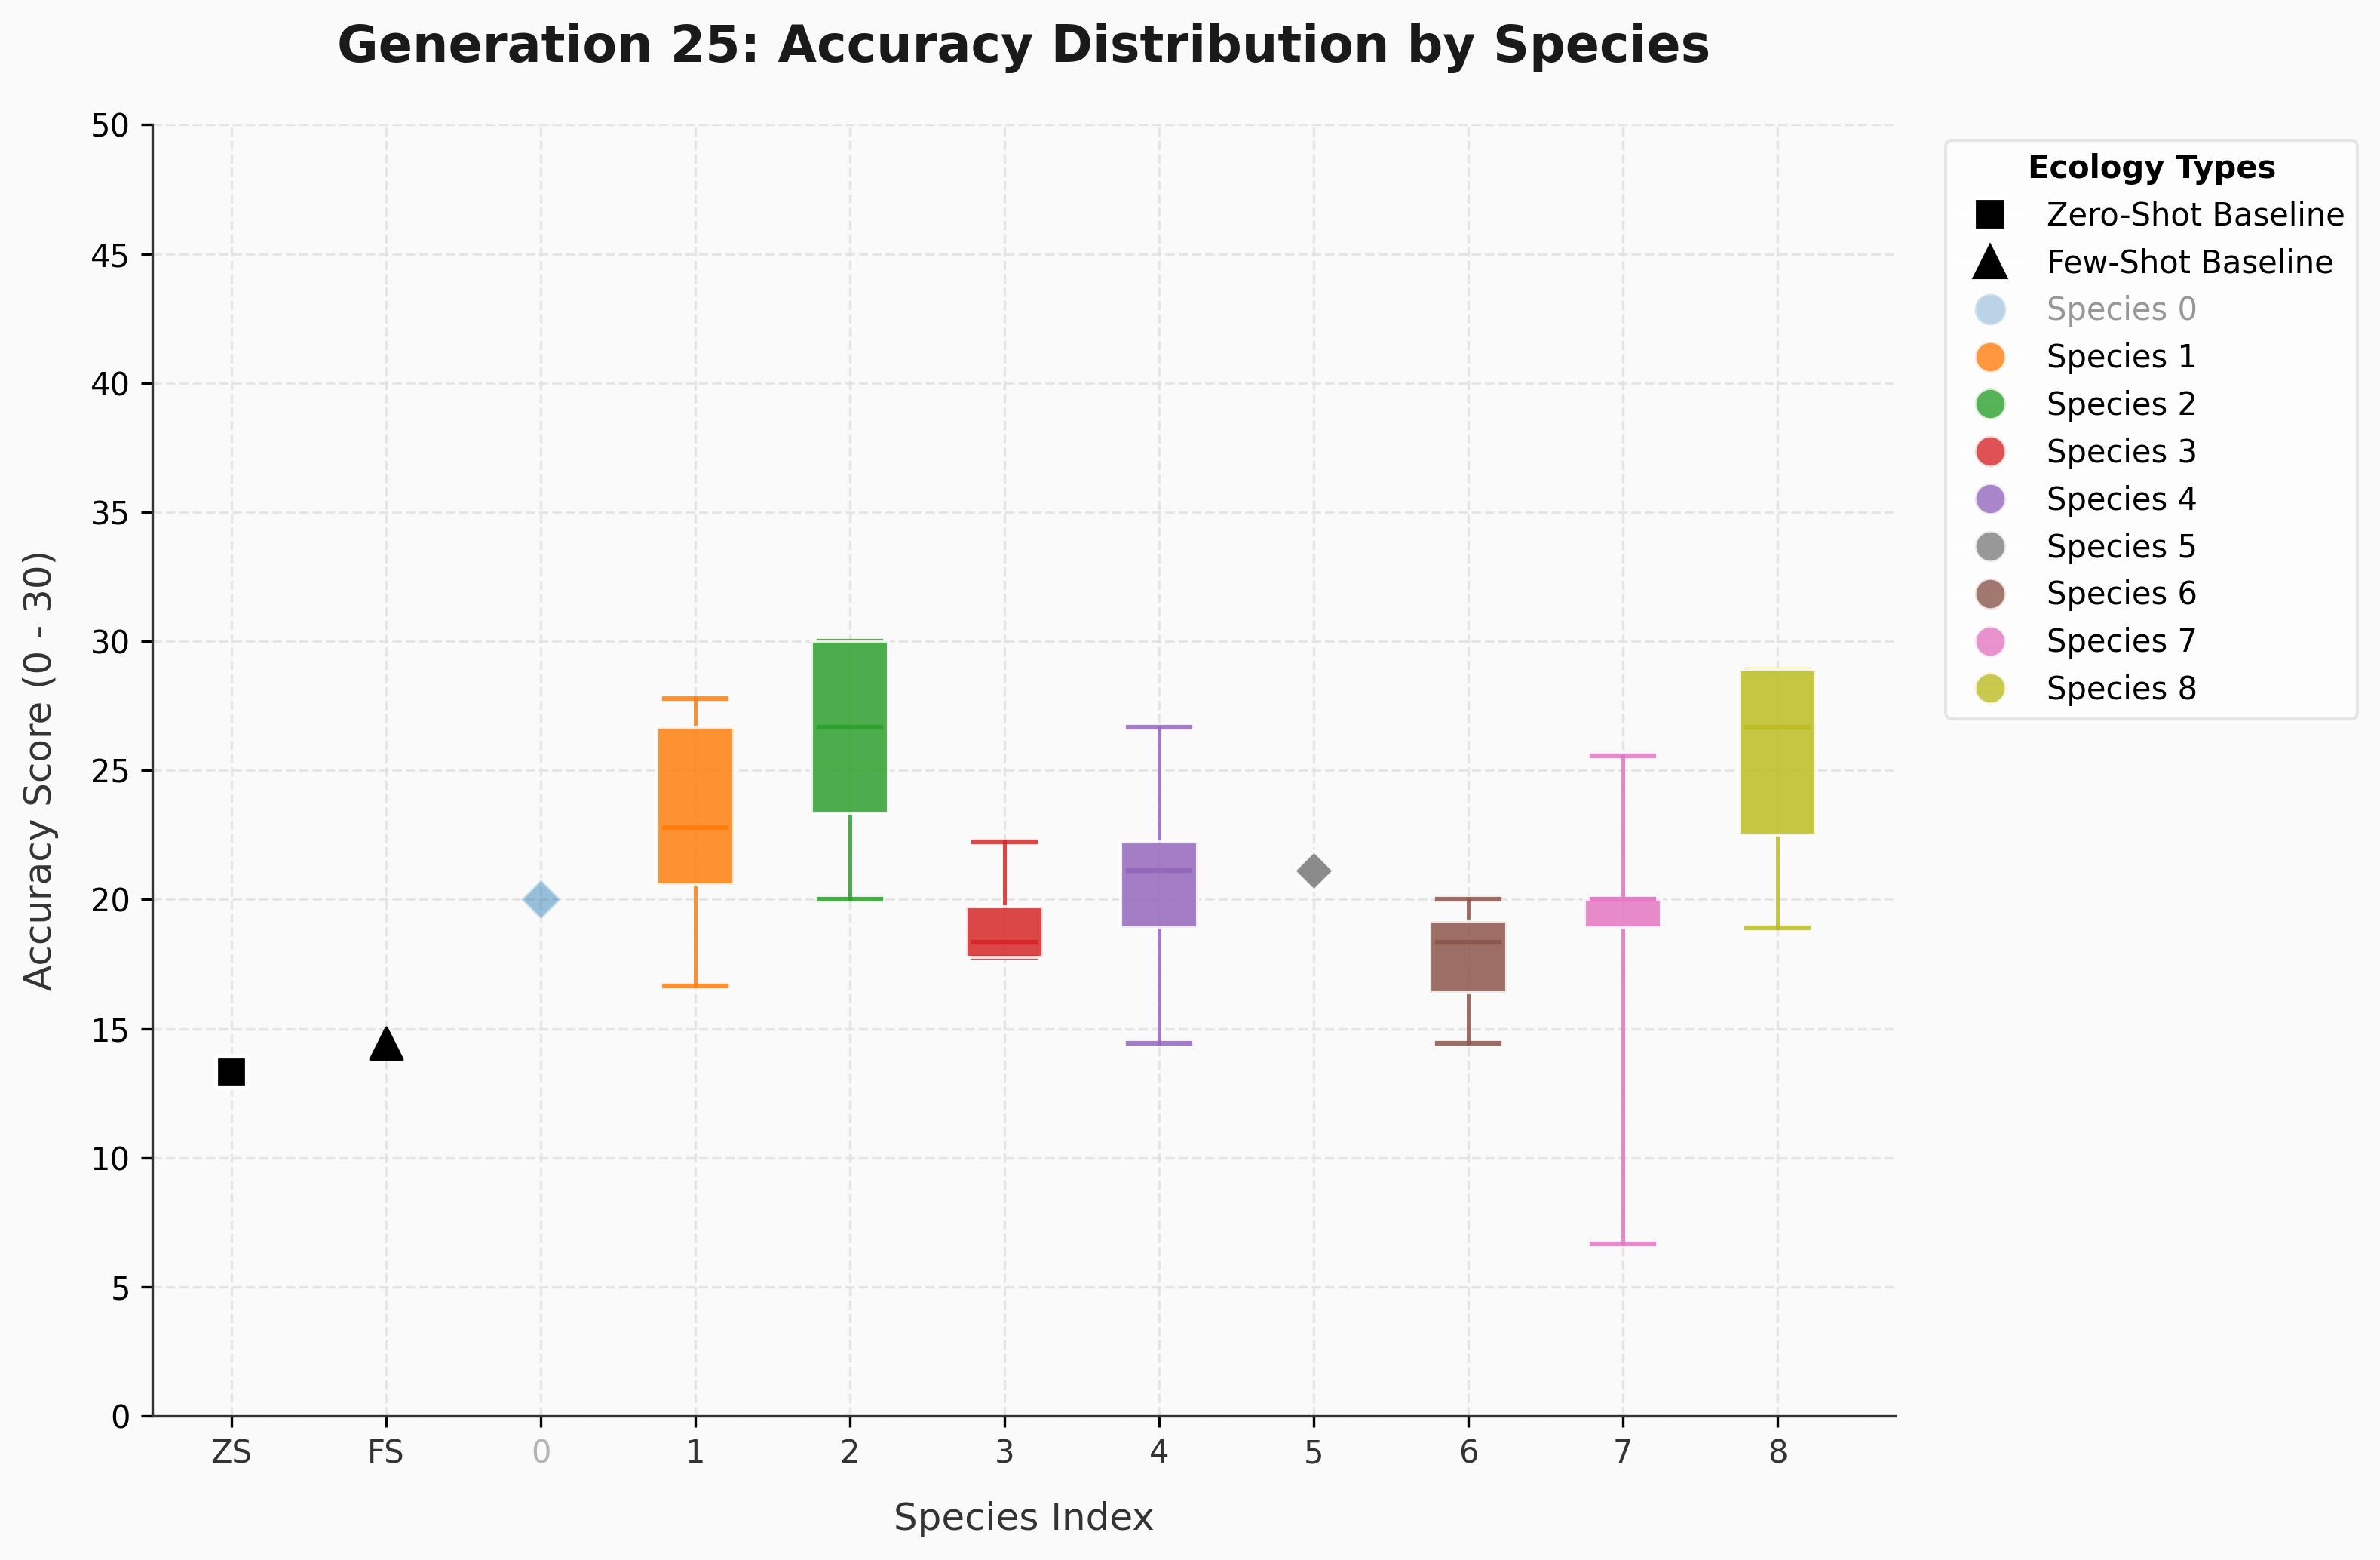 Generation 25: Accuracy Distribution by Species
50
45
40
35
30
25
20
15
10
5
0
Accuracy Score (0 - 30)
ZS FS 0 1 2 3 4 5 6 7 8
Species Index
Ecology Types
Zero-Shot Baseline
Few-Shot Baseline
Species 0
Species 1
Species 2
Species 3
Species 4
Species 5
Species 6
Species 7
Species 8